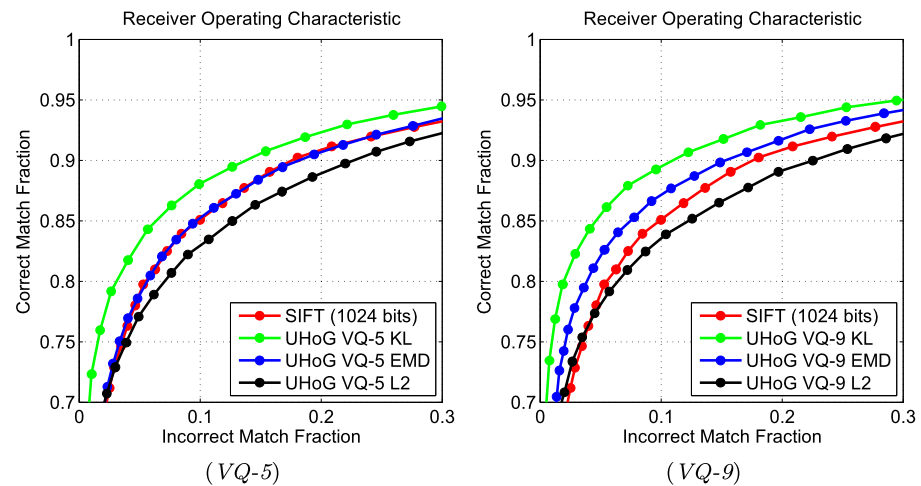 Receiver Operating Characteristic
1
0.95
0.9
0.85
0.8
0.75
0.7
Correct Match Fraction
SIFT (1024 bits)
UHoG VQ-5 KL
UHoG VQ-5 EMD
UHoG VQ-5 L2
0
0.1
0.2
0.3
Incorrect Match Fraction
(VQ-5)
Receiver Operating Characteristic
1
0.95
0.9
0.85
0.8
0.75
0.7
Correct Match Fraction
SIFT (1024 bits)
UHoG VQ-9 KL
UHoG VQ-9 EMD
UHoG VQ-9 L2
0
0.1
0.2
0.3
Incorrect Match Fraction
(VQ-9)